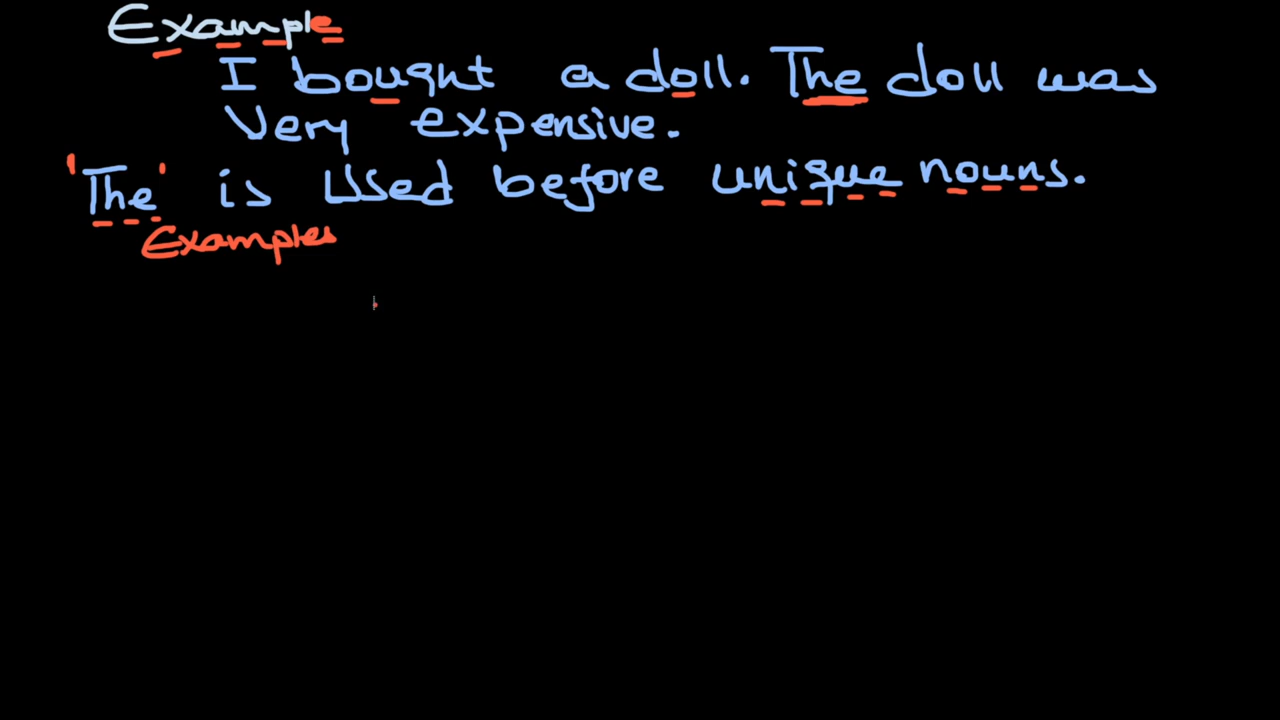 Example
I bought a doll. The doll was
Very expensive.
'The' is Used before unique nouns.
Examples